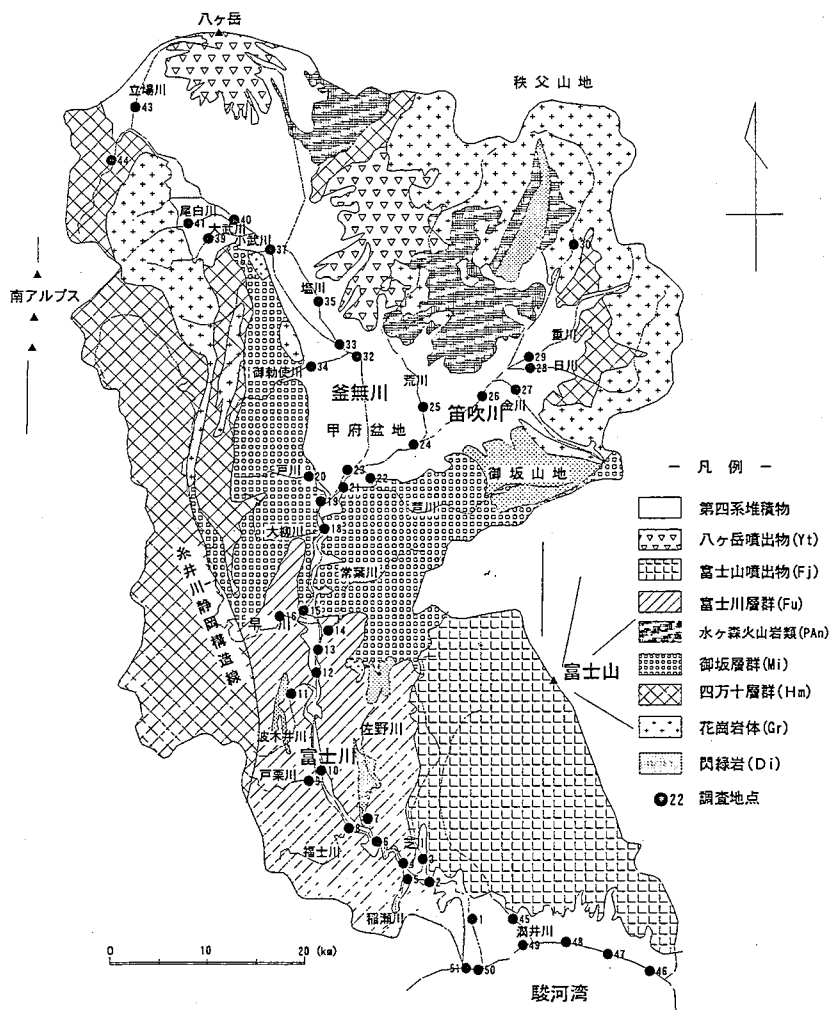 八ヶ岳
秩父山地
立場川
43
44
尾白川
40
41
大武川
39
小武川
37
30
南アルプス
塩川
35
33
32
御勅使川
34
釜無川
荒川
重川
29
日川
28
27
26
金川
笛吹川
25
甲府盆地
24
御坂山地
戸川
20
23
22
21
芦川
19
大柳川
18
常葉川
糸井川-静岡構造線
早川
16
15
14
13
12
11
波木井川
佐野川
富士川
富士山
戸栗川
10
9
8
7
福士川
6
4
3
5
2
稲瀬川
1
45
潤井川
49
48
47
46
51
50
駿河湾
0 10 20 (km)
― 凡例 ―
第四系堆積物
八ヶ岳噴出物(Yt)
富士山噴出物(Fj)
富士川層群(Fu)
水ヶ森火山岩類(PAn)
御坂層群(Mi)
四万十層群(Hm)
花崗岩体(Gr)
閃緑岩(Di)
22 調査地点